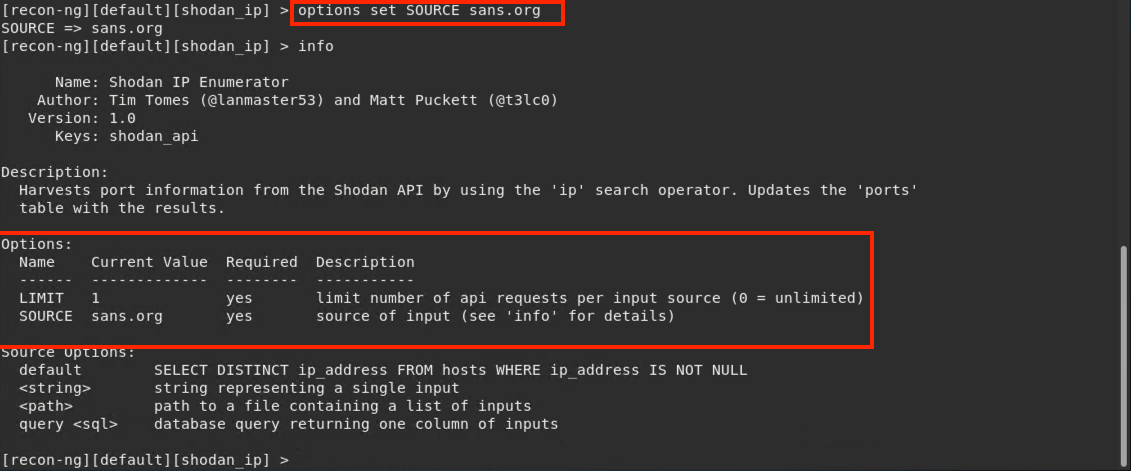 [recon-ng][default][shodan_ip] > options set SOURCE sans.org
SOURCE => sans.org
[recon-ng][default][shodan_ip] > info
Name: Shodan IP Enumerator
Author: Tim Tomes (@lanmaster53) and Matt Puckett (@t3lc0)
Version: 1.0
Keys: shodan_api
Description:
Harvests port information from the Shodan API by using the 'ip' search operator. Updates the 'ports'
table with the results.
Options:
Name Current Value Required Description
------ ------------- -------- -----------
LIMIT 1 yes limit number of api requests per input source (0 = unlimited)
SOURCE sans.org yes source of input (see 'info' for details)
Source Options:
default SELECT DISTINCT ip_address FROM hosts WHERE ip_address IS NOT NULL
<string> string representing a single input
<path> path to a file containing a list of inputs
query <sql> database query returning one column of inputs
[recon-ng][default][shodan_ip] >